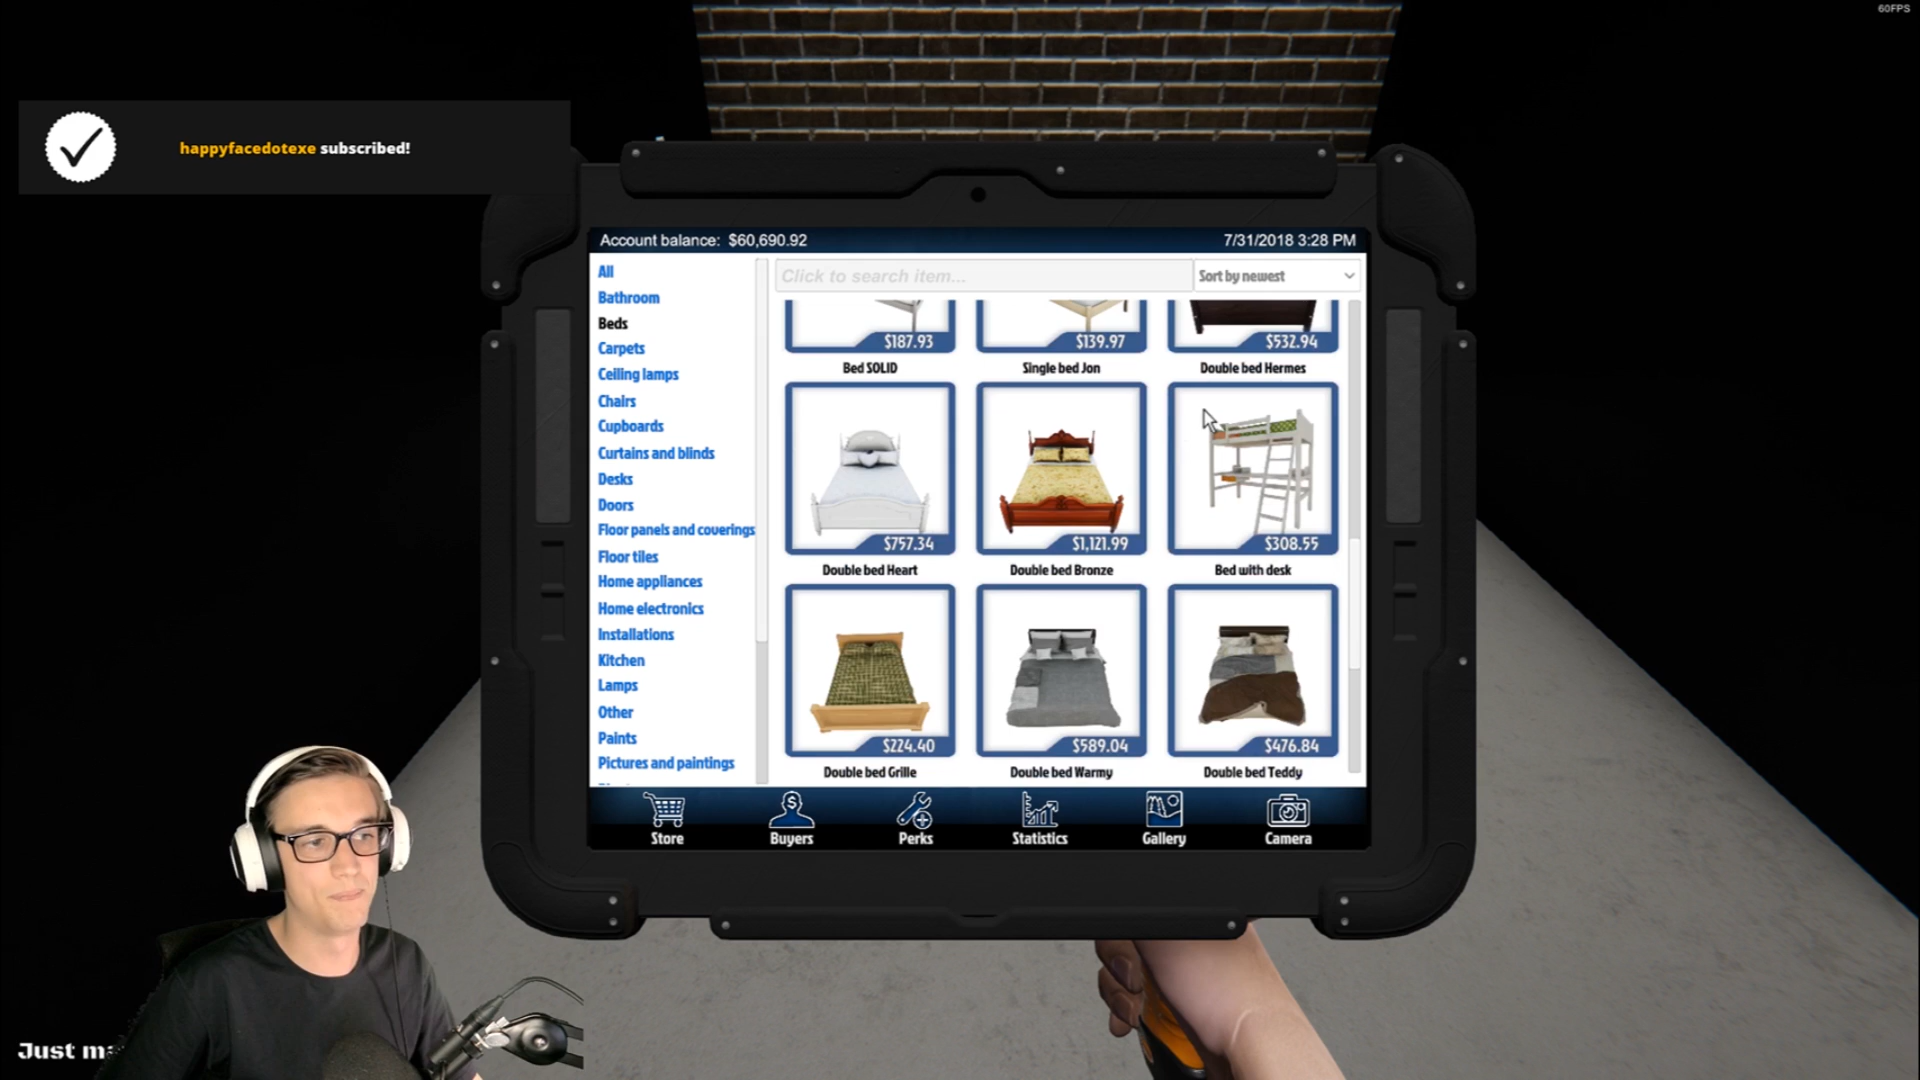 60FPS
happyfacedotexe subscribed!
Account balance: $60,690.92
7/31/2018 3:28 PM
All
Bathroom
Beds
Carpets
Ceiling lamps
Chairs
Cupboards
Curtains and blinds
Desks
Doors
Floor panels and coverings
Floor tiles
Home appliances
Home electronics
Installations
Kitchen
Lamps
Other
Paints
Pictures and paintings
Click to search item...
Sort by newest
$187.93
$139.97
$532.94
Bed SOLID
Single bed Jon
Double bed Hermes
$757.34
$1,121.99
$308.55
Double bed Heart
Double bed Bronze
Bed with desk
$224.40
$589.04
$476.84
Double bed Grille
Double bed Warmy
Double bed Teddy
Store
Buyers
Perks
Statistics
Gallery
Camera
Just